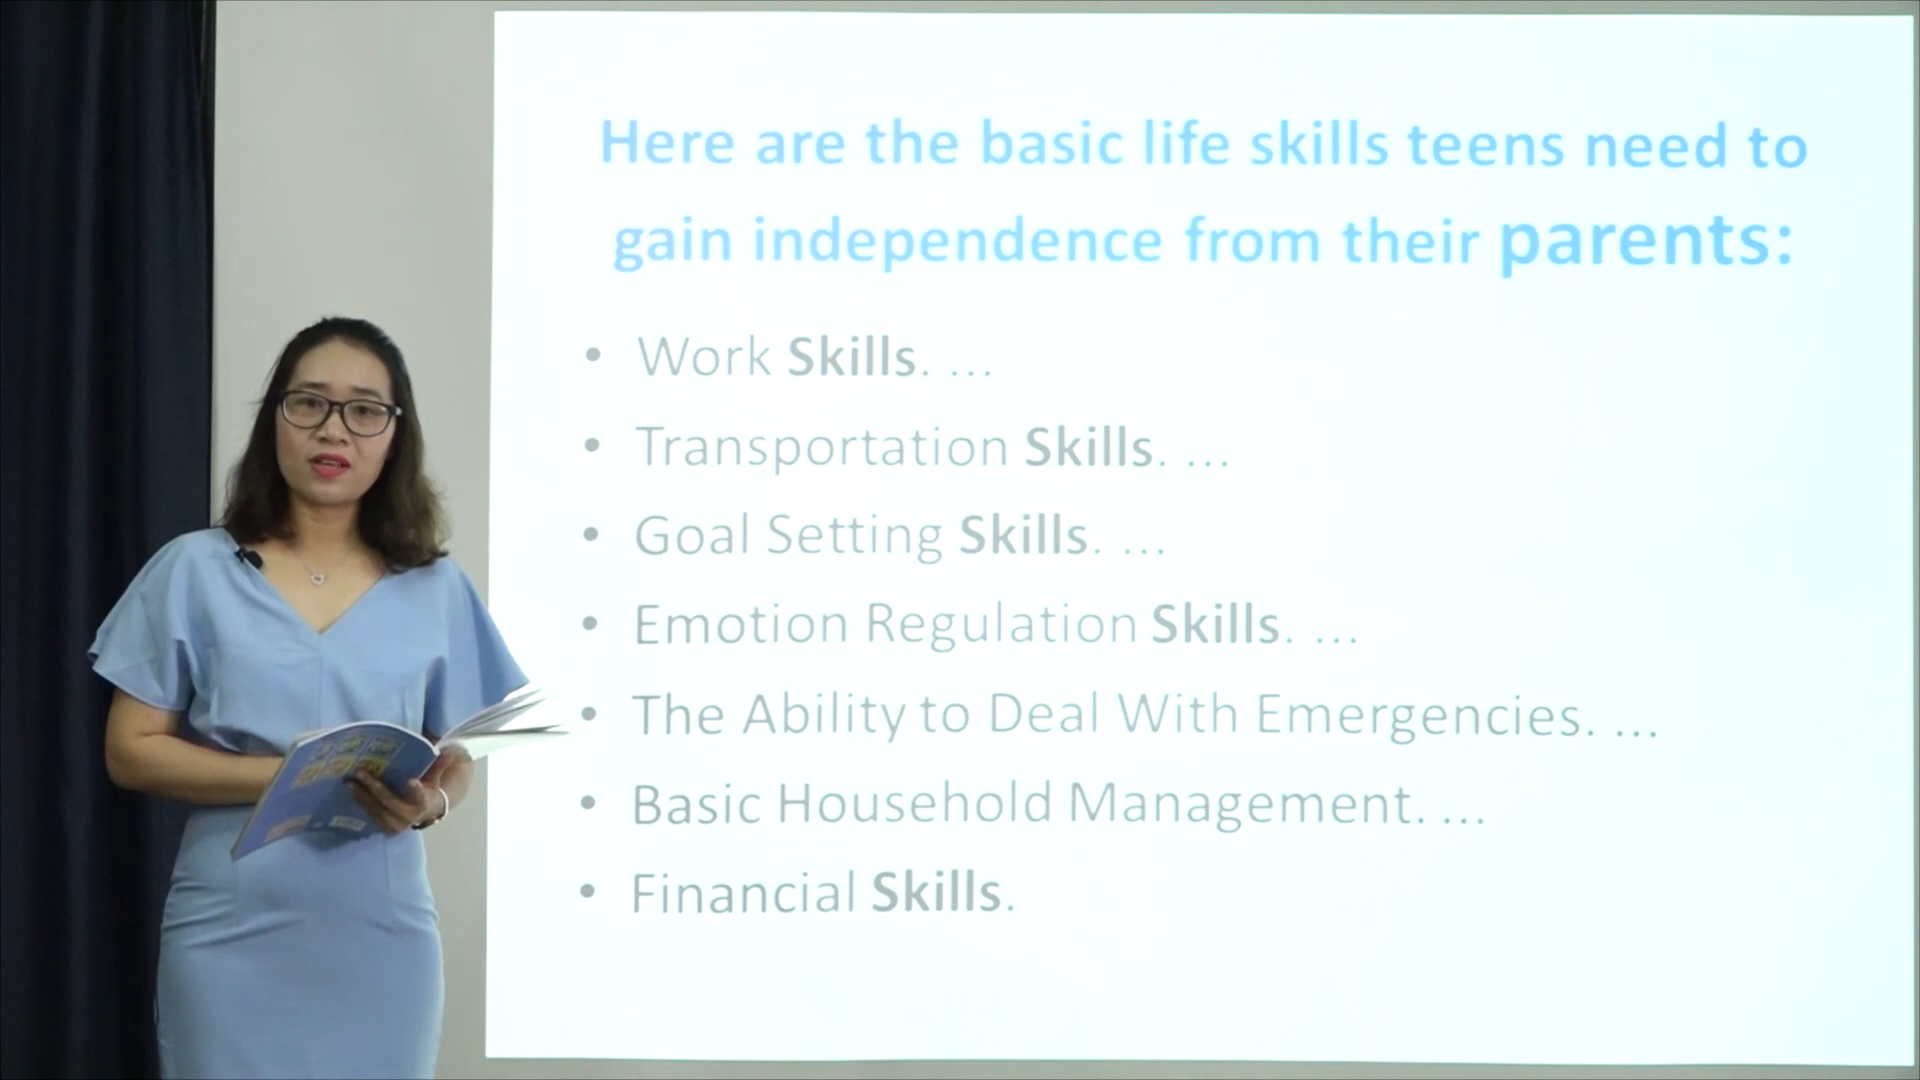 Here are the basic life skills teens need to
gain independence from their parents:
• Work Skills. ...
• Transportation Skills. ...
• Goal Setting Skills. ...
• Emotion Regulation Skills. ...
• The Ability to Deal With Emergencies. ...
• Basic Household Management. ...
• Financial Skills.